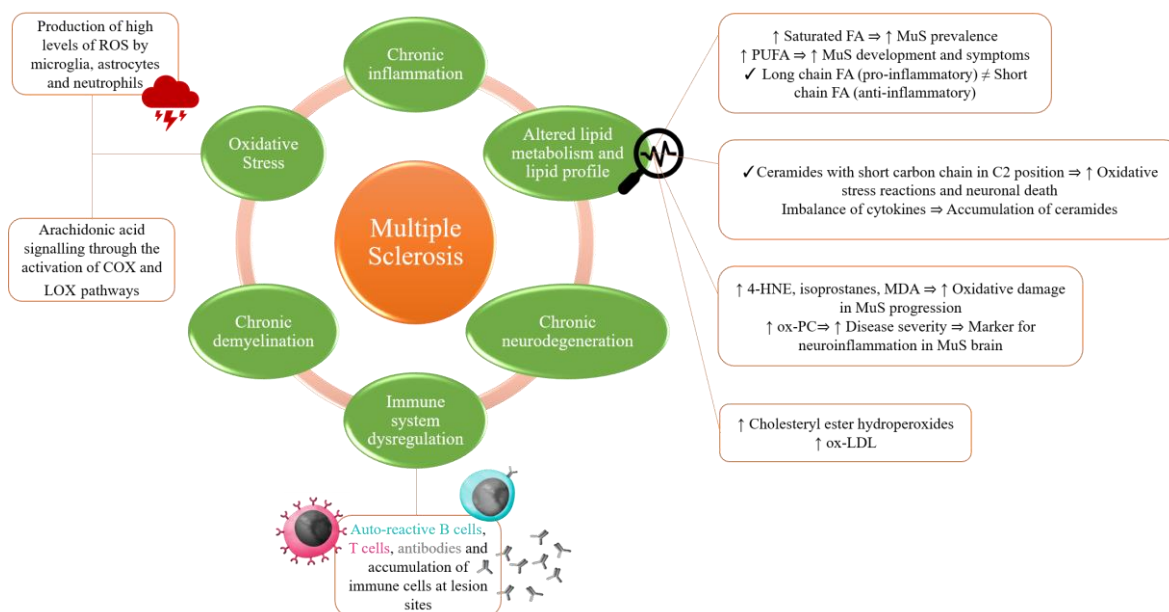 Production of high
levels of ROS by
microglia, astrocytes
and neutrophils
Arachidonic acid
signalling through the
activation of COX and
LOX pathways
Oxidative
Stress
Chronic
inflammation
Altered lipid
metabolism and
lipid profile
Multiple
Sclerosis
Chronic
demyelination
Chronic
neurodegeneration
Immune
system
dysregulation
Auto-reactive B cells,
T cells, antibodies and
accumulation of
immune cells at lesion
sites
↑ Saturated FA ⇒ ↑ MuS prevalence
↑ PUFA ⇒ ↑ MuS development and symptoms
✓ Long chain FA (pro-inflammatory) ≠ Short
chain FA (anti-inflammatory)
✓Ceramides with short carbon chain in C2 position ⇒ ↑ Oxidative
stress reactions and neuronal death
Imbalance of cytokines ⇒ Accumulation of ceramides
↑ 4-HNE, isoprostanes, MDA ⇒ ↑ Oxidative damage
in MuS progression
↑ ox-PC⇒ ↑ Disease severity ⇒ Marker for
neuroinflammation in MuS brain
↑ Cholesteryl ester hydroperoxides
↑ ox-LDL